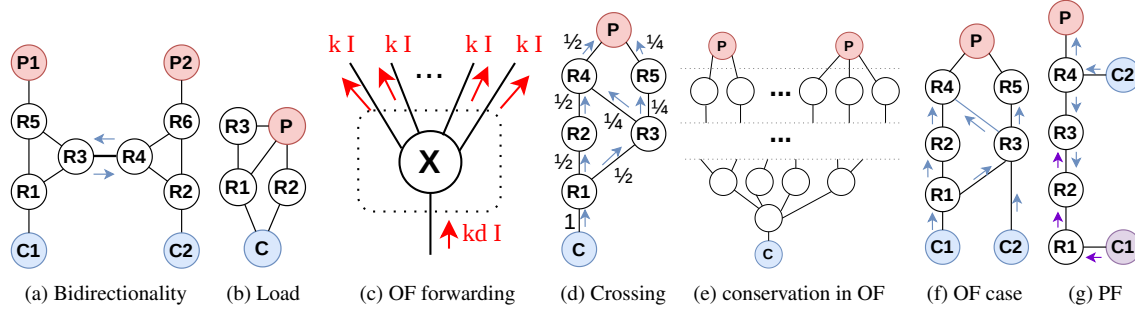 P1
P2
R5
R6
R3
R4
R1
R2
C1
C2
(a) Bidirectionality
R3
P
R1
R2
C
(b) Load
k I
k I
k I
k I
...
X
kd I
(c) OF forwarding
P
½
¼
R4
R5
½
¼
¼
R2
R3
½
½
R1
1
C
(d) Crossing
P
P
...
...
C
(e) conservation in OF
P
R4
R5
R2
R3
R1
C1
C2
(f) OF case
P
R4
C2
R3
R2
R1
C1
(g) PF